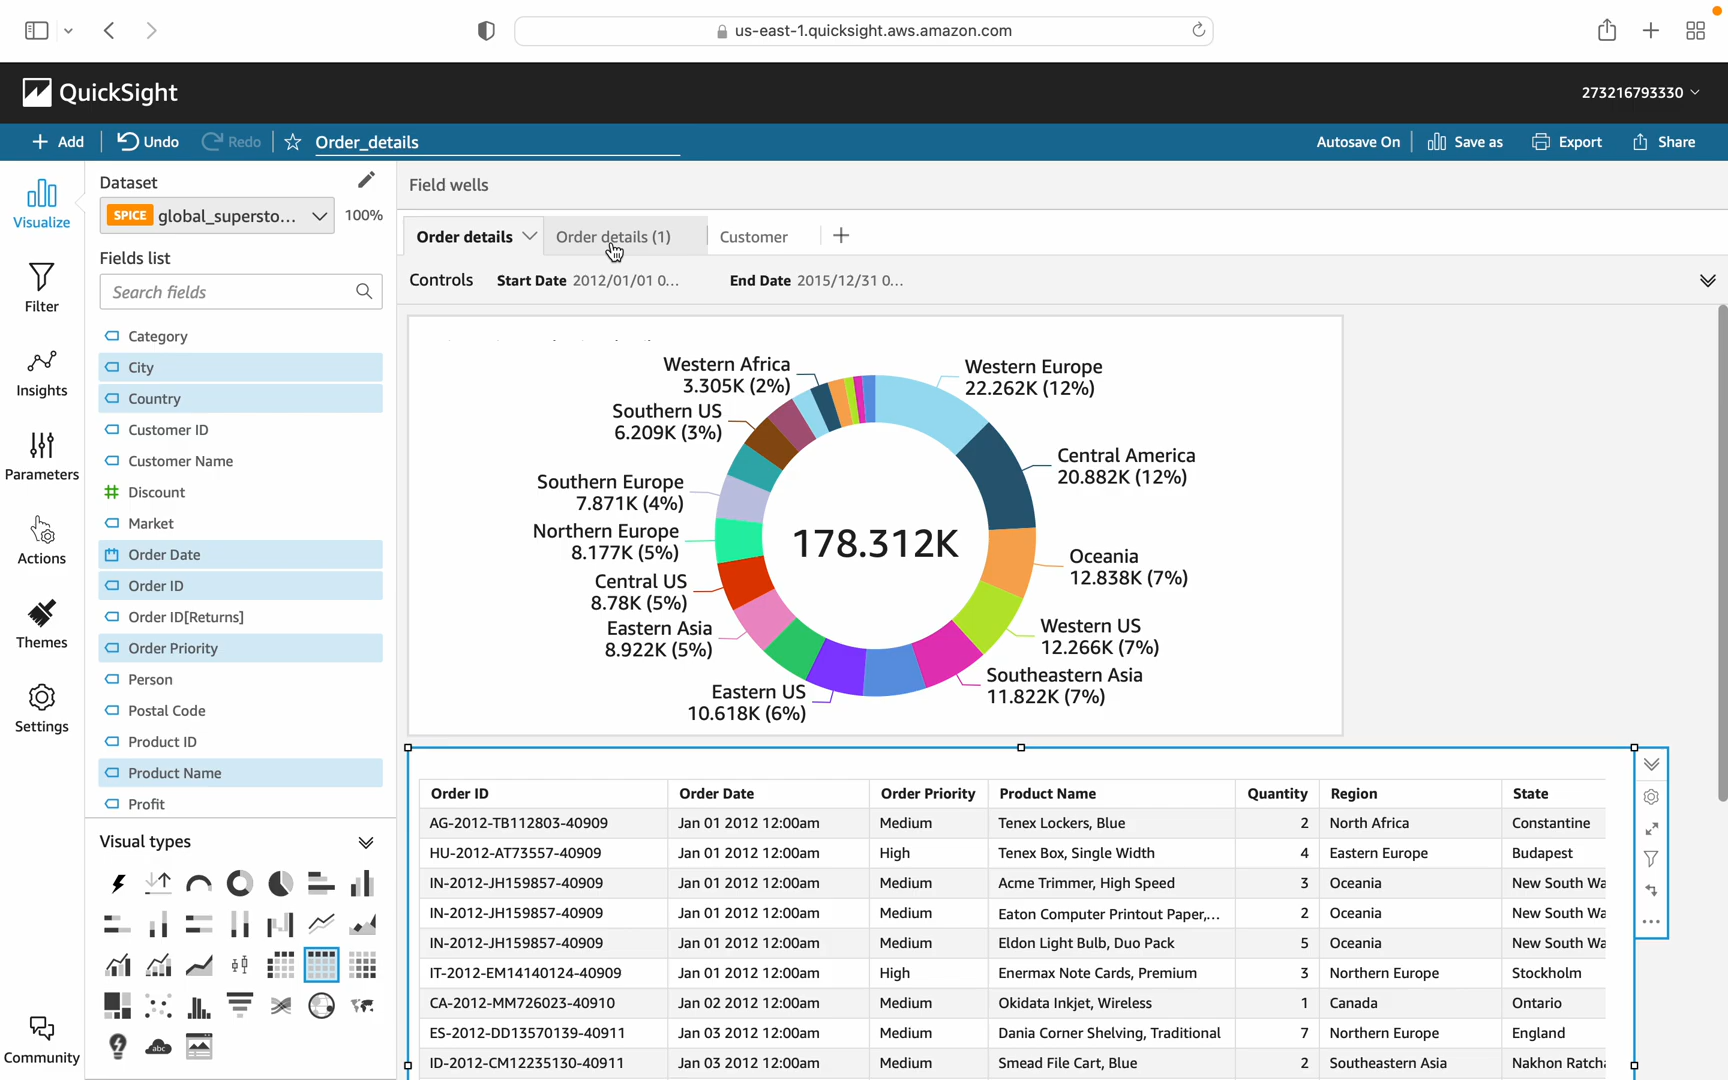 us-east-1.quicksight.aws.amazon.com
QuickSight
273216793330
Add
Undo
Redo
Order_details
Autosave On
Save as
Export
Share
Visualize
Filter
Insights
Parameters
Actions
Themes
Settings
Community
Dataset
SPICE global_supersto... 100%
Fields list
Search fields
Category
City
Country
Customer ID
Customer Name
Discount
Market
Order Date
Order ID
Order ID[Returns]
Order Priority
Person
Postal Code
Product ID
Product Name
Profit
Visual types
abc
Field wells
Order details
Order details (1)
Customer
Controls Start Date 2012/01/01 0... End Date 2015/12/31 0...
Western Africa
3.305K (2%)
Southern US
6.209K (3%)
Southern Europe
7.871K (4%)
Northern Europe
8.177K (5%)
Central US
8.78K (5%)
Eastern Asia
8.922K (5%)
Eastern US
10.618K (6%)
178.312K
Western Europe
22.262K (12%)
Central America
20.882K (12%)
Oceania
12.838K (7%)
Western US
12.266K (7%)
Southeastern Asia
11.822K (7%)
Order ID Order Date Order Priority Product Name Quantity Region State
AG-2012-TB112803-40909 Jan 01 2012 12:00am Medium Tenex Lockers, Blue 2 North Africa Constantine
HU-2012-AT73557-40909 Jan 01 2012 12:00am High Tenex Box, Single Width 4 Eastern Europe Budapest
IN-2012-JH159857-40909 Jan 01 2012 12:00am Medium Acme Trimmer, High Speed 3 Oceania New South Wa
IN-2012-JH159857-40909 Jan 01 2012 12:00am Medium Eaton Computer Printout Paper,... 2 Oceania New South Wa
IN-2012-JH159857-40909 Jan 01 2012 12:00am Medium Eldon Light Bulb, Duo Pack 5 Oceania New South Wa
IT-2012-EM14140124-40909 Jan 01 2012 12:00am High Enermax Note Cards, Premium 3 Northern Europe Stockholm
CA-2012-MM726023-40910 Jan 02 2012 12:00am Medium Okidata Inkjet, Wireless 1 Canada Ontario
ES-2012-DD13570139-40911 Jan 03 2012 12:00am Medium Dania Corner Shelving, Traditional 7 Northern Europe England
ID-2012-CM12235130-40911 Jan 03 2012 12:00am Medium Smead File Cart, Blue 2 Southeastern Asia Nakhon Ratch